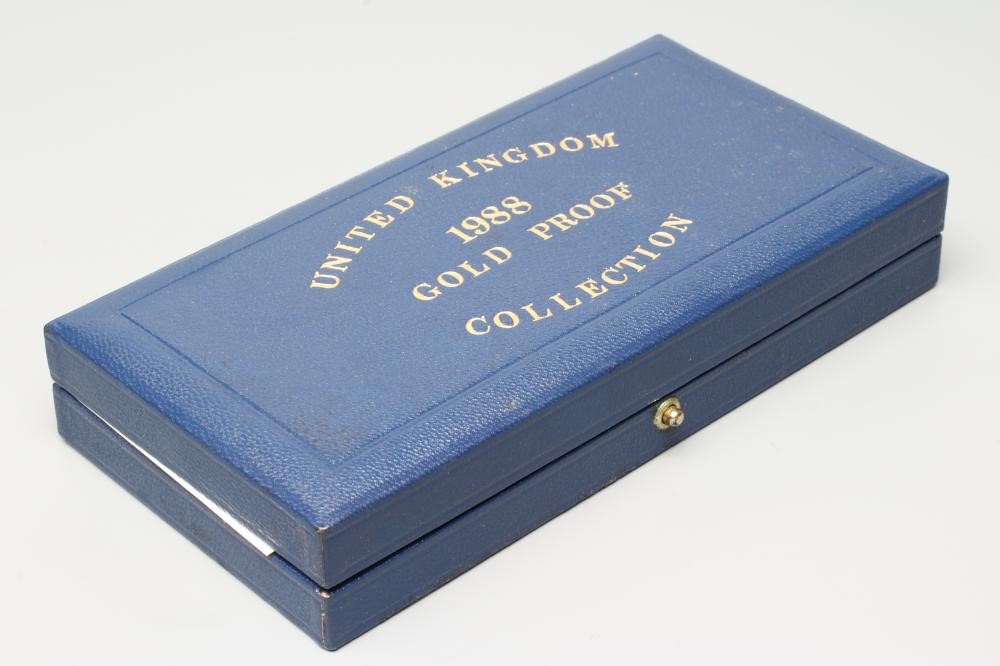 UNITED KINGDOM
1988
GOLD PROOF
COLLECTION